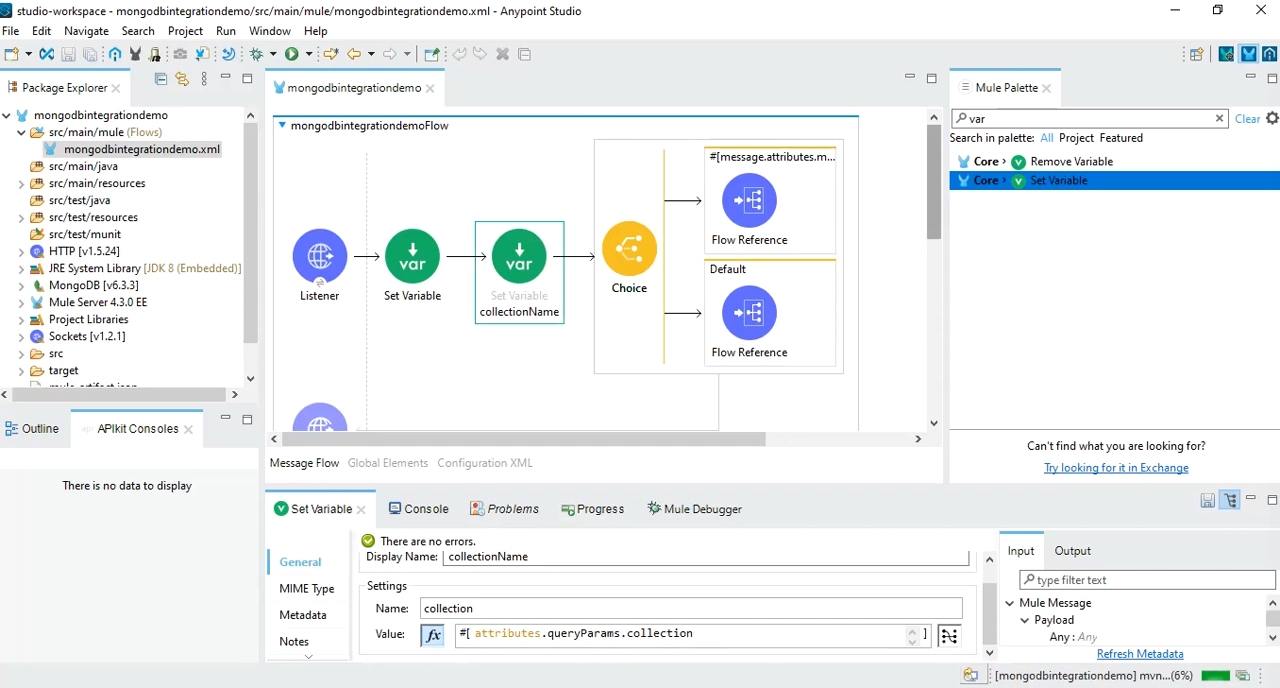 studio-workspace - mongodbintegrationdemo/src/main/mule/mongodbintegrationdemo.xml - Anypoint Studio
File Edit Navigate Search Project Run Window Help
Package Explorer
mongodbintegrationdemo
src/main/mule (Flows)
mongodbintegrationdemo.xml
src/main/java
src/main/resources
src/test/java
src/test/resources
src/test/munit
HTTP [v1.5.24]
JRE System Library [JDK 8 (Embedded)]
MongoDB [v6.3.3]
Mule Server 4.3.0 EE
Project Libraries
Sockets [v1.2.1]
src
target
mule-artifact.json
Outline APIkit Consoles
There is no data to display
mongodbintegrationdemo
mongodbintegrationdemoFlow
Listener
var
Set Variable
var
Set Variable
collectionName
Choice
#[message.attributes.m...
Flow Reference
Default
Flow Reference
Message Flow Global Elements Configuration XML
Mule Palette
var Clear
Search in palette: All Project Featured
Core > Remove Variable
Core > Set Variable
Can't find what you are looking for?
Try looking for it in Exchange
Set Variable Console Problems Progress Mule Debugger
There are no errors.
General
MIME Type
Metadata
Notes
Display Name: collectionName
Settings
Name: collection
Value: fx #[ attributes.queryParams.collection ]
Input Output
type filter text
Mule Message
Payload
Any : Any
Refresh Metadata
[mongodbintegrationdemo] mvn...(6%)